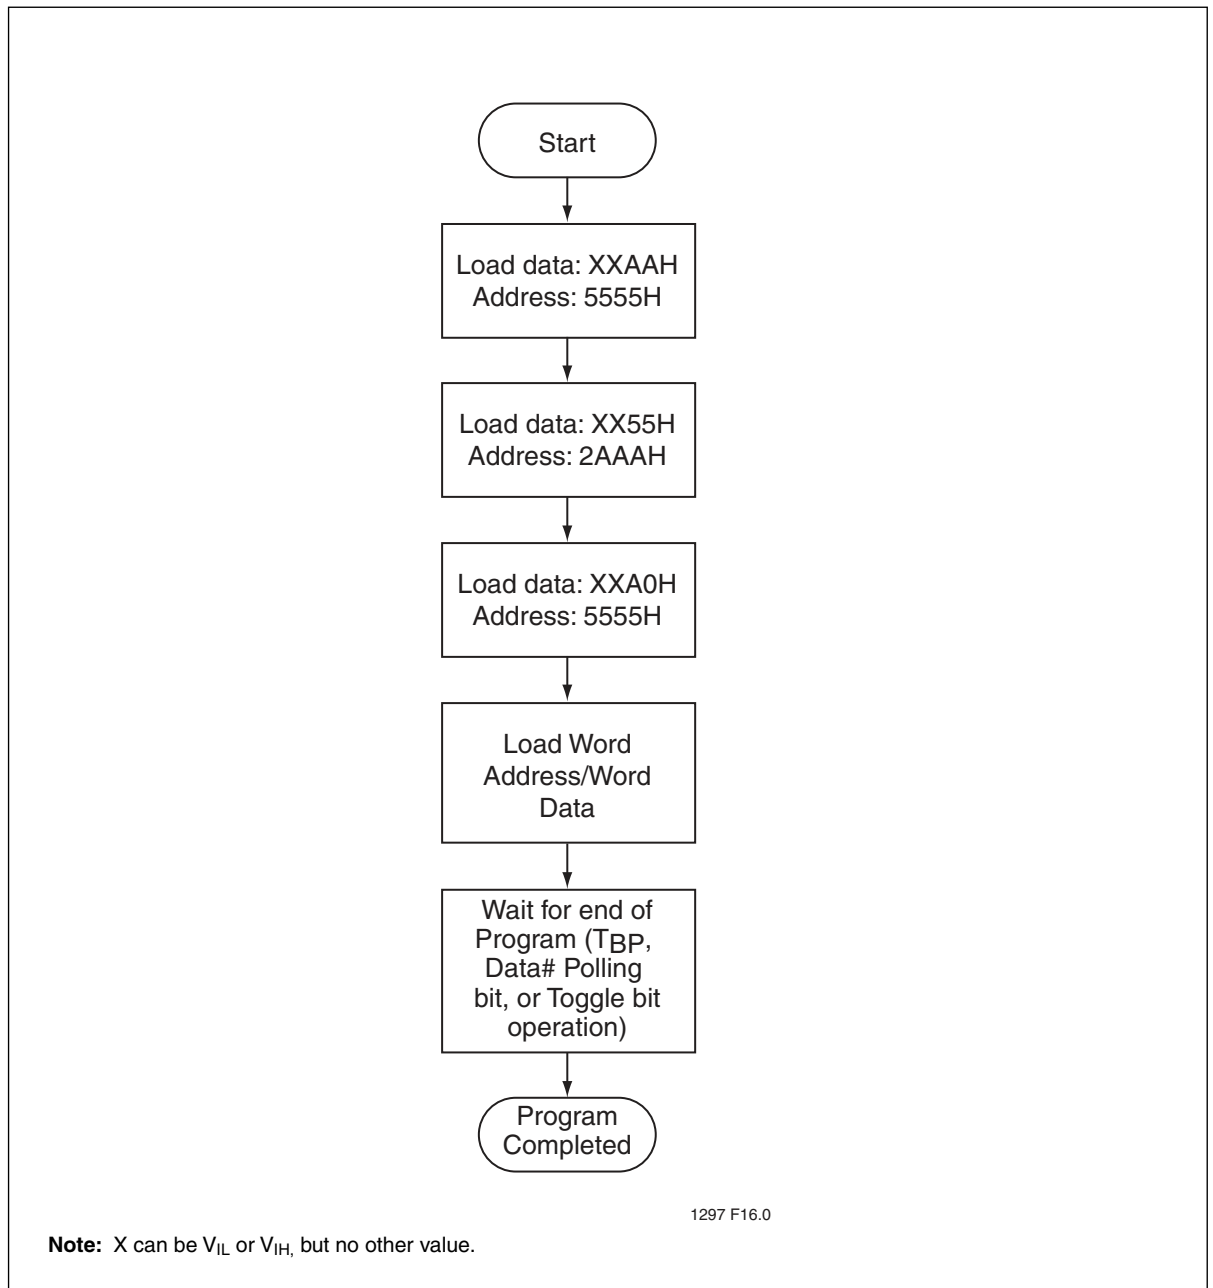 Start
Load data: XXAAH
Address: 5555H
Load data: XX55H
Address: 2AAAH
Load data: XXA0H
Address: 5555H
Load Word
Address/Word
Data
Wait for end of
Program (TBP,
Data# Polling
bit, or Toggle bit
operation)
Program
Completed
1297 F16.0
Note: X can be VIL or VIH, but no other value.